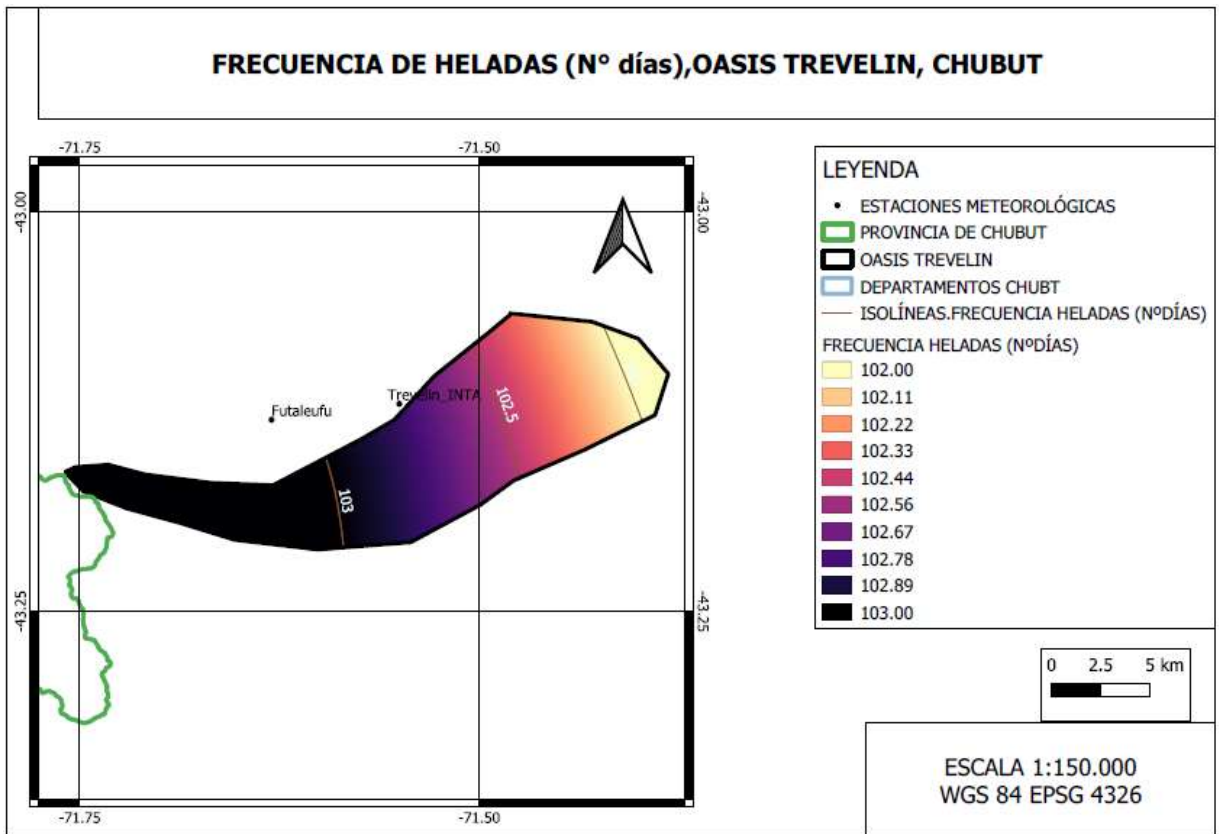 FRECUENCIA DE HELADAS (N° días),OASIS TREVELIN, CHUBUT
-71.75
-71.50
-43.00
-43.00
Futaleufu
Trevelin_INTA
102.5
103
-43.25
-43.25
-71.75
-71.50
LEYENDA
ESTACIONES METEOROLÓGICAS
PROVINCIA DE CHUBUT
OASIS TREVELIN
DEPARTAMENTOS CHUBT
ISOLÍNEAS.FRECUENCIA HELADAS (NºDÍAS)
FRECUENCIA HELADAS (NºDÍAS)
102.00
102.11
102.22
102.33
102.44
102.56
102.67
102.78
102.89
103.00
0 2.5 5 km
ESCALA 1:150.000
WGS 84 EPSG 4326